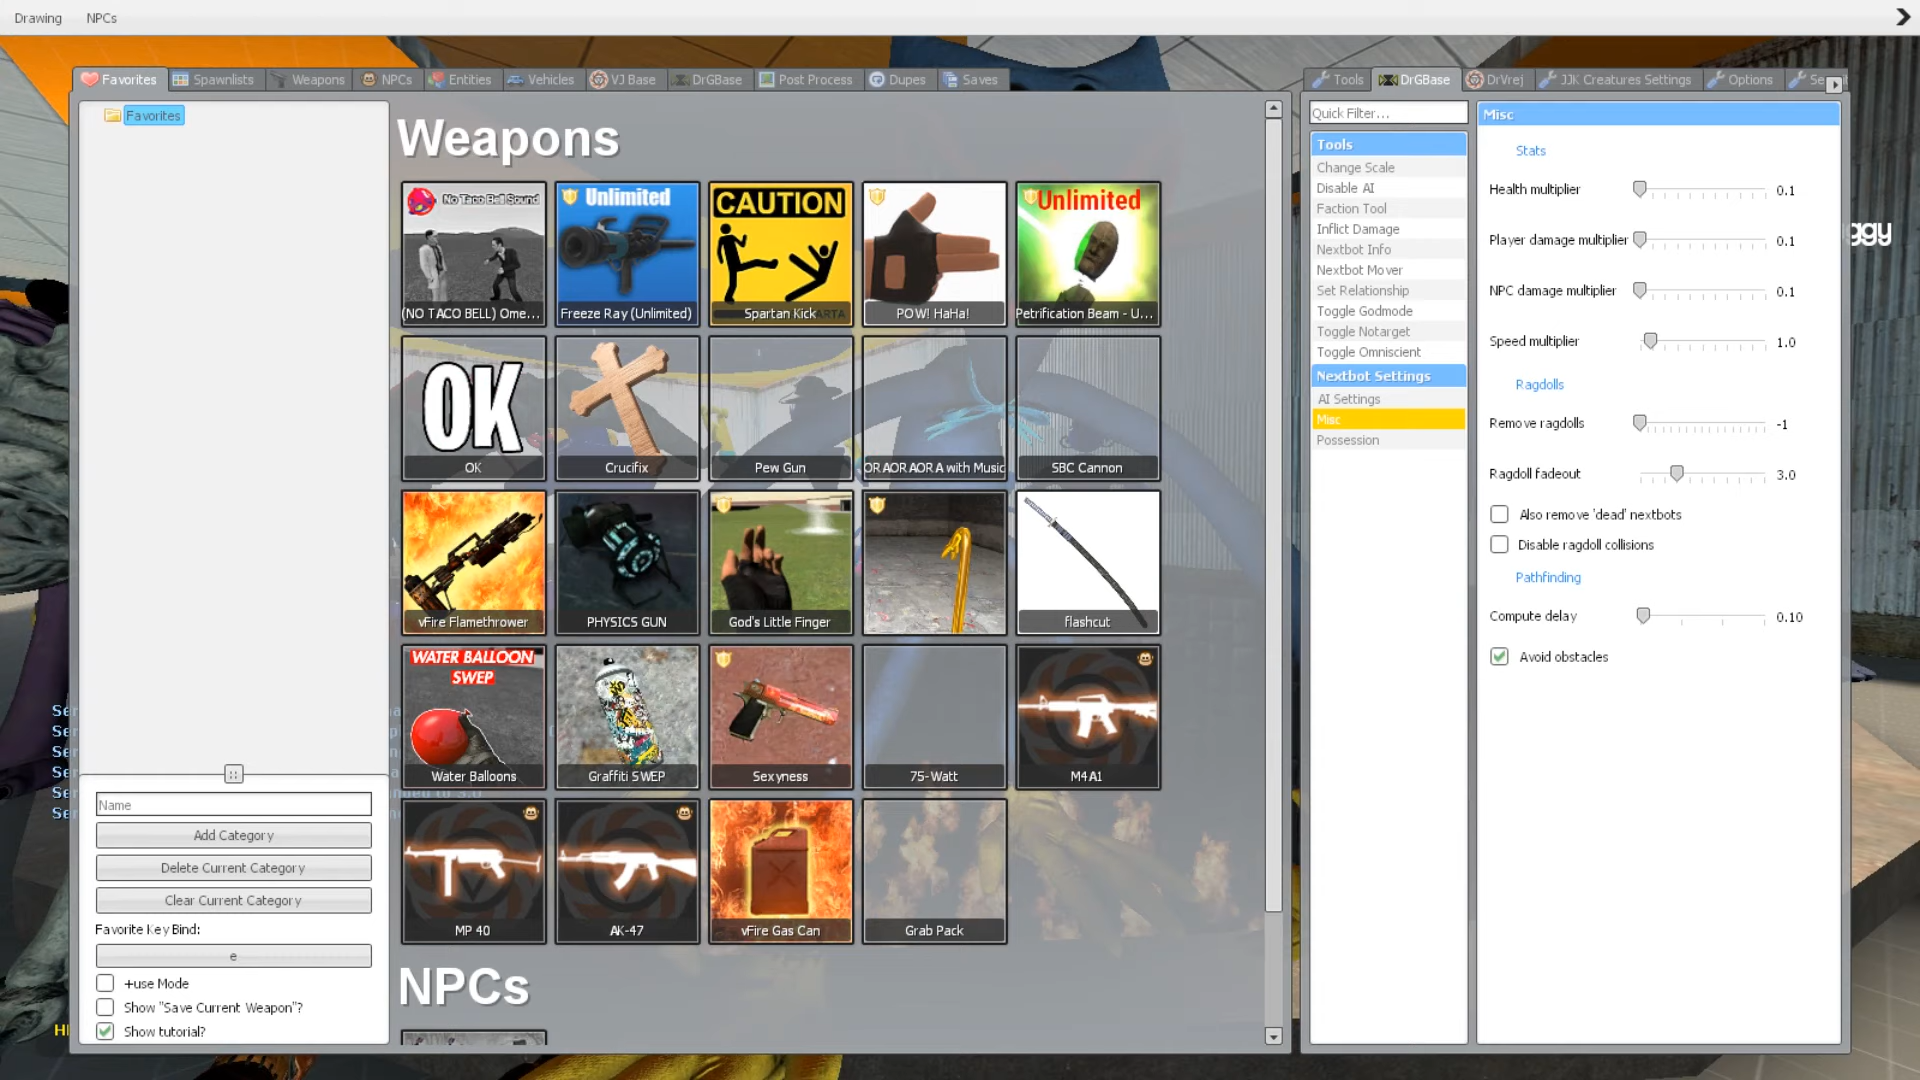 Drawing NPCs
Favorites Spawnlists Weapons NPCs Entities Vehicles VJ Base DrGBase Post Process Dupes Saves
Favorites
Weapons
No Taco Bell Sound
(NO TACO BELL) Ome...
Unlimited
Freeze Ray (Unlimited)
CAUTION
Spartan Kick
POW! HaHa!
Unlimited
Petrification Beam - U...
OK
OK
Crucifix
Pew Gun
ORAORAORA with Music
SBC Cannon
vFire Flamethrower
PHYSICS GUN
God's Little Finger
flashcut
WATER BALLOON
SWEP
Water Balloons
Graffiti SWEP
Sexyness
75-Watt
M4A1
MP 40
AK-47
vFire Gas Can
Grab Pack
NPCs
Name
Add Category
Delete Current Category
Clear Current Category
Favorite Key Bind:
e
+use Mode
Show "Save Current Weapon"?
Show tutorial?
Tools DrGBase DrVrej JJK Creatures Settings Options
Quick Filter...
Tools
Change Scale
Disable AI
Faction Tool
Inflict Damage
Nextbot Info
Nextbot Mover
Set Relationship
Toggle Godmode
Toggle Notarget
Toggle Omniscient
Nextbot Settings
AI Settings
Misc
Possession
Misc
Stats
Health multiplier 0.1
Player damage multiplier 0.1
NPC damage multiplier 0.1
Speed multiplier 1.0
Ragdolls
Remove ragdolls -1
Ragdoll fadeout 3.0
Also remove 'dead' nextbots
Disable ragdoll collisions
Pathfinding
Compute delay 0.10
Avoid obstacles